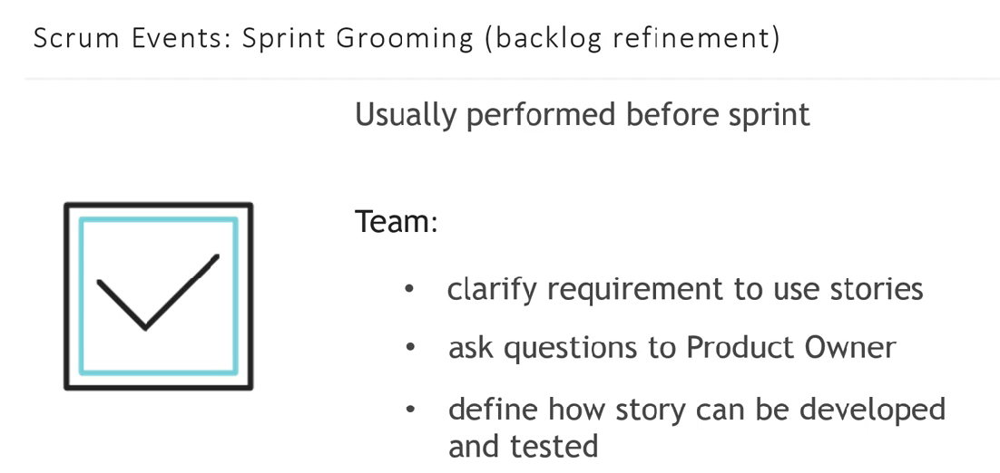 Scrum Events: Sprint Grooming (backlog refinement)
Usually performed before sprint
Team:
• clarify requirement to use stories
• ask questions to Product Owner
• define how story can be developed
and tested